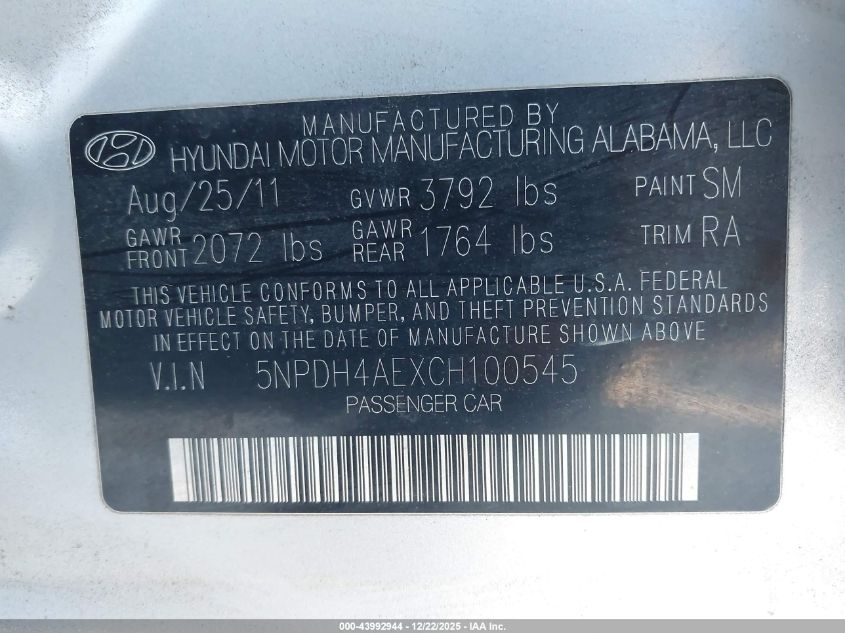 MANUFACTURED BY
HYUNDAI MOTOR MANUFACTURING ALABAMA, LLC
Aug/25/11 GVWR 3792 lbs PAINT SM
GAWR FRONT 2072 lbs GAWR REAR 1764 lbs TRIM RA
THIS VEHICLE CONFORMS TO ALL APPLICABLE U.S.A. FEDERAL
MOTOR VEHICLE SAFETY, BUMPER, AND THEFT PREVENTION STANDARDS
IN EFFECT ON THE DATE OF MANUFACTURE SHOWN ABOVE
V.I.N 5NPDH4AEXCH100545
PASSENGER CAR
000-43992944 - 12/22/2025 - IAA Inc.